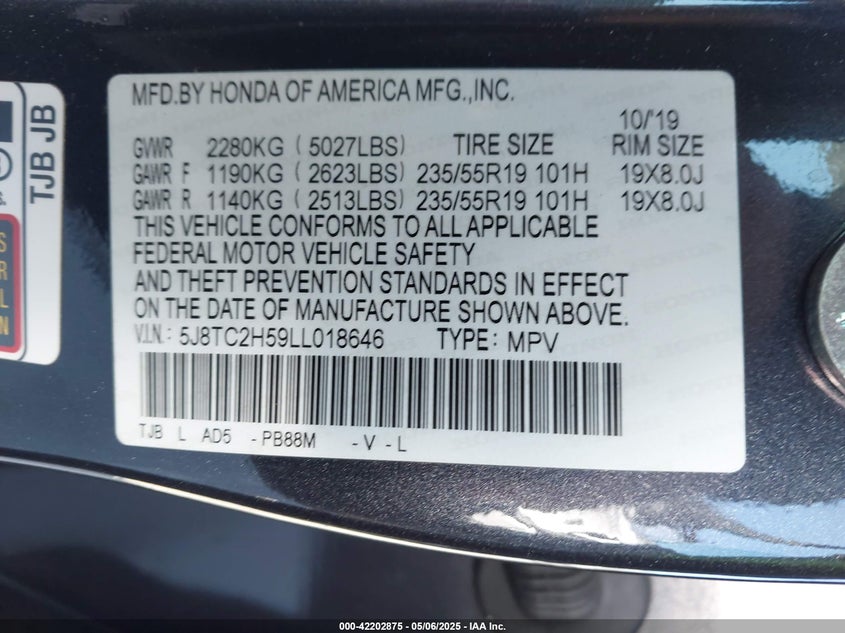 MFD.BY HONDA OF AMERICA MFG.,INC.
10/'19
GVWR 2280KG ( 5027LBS) TIRE SIZE RIM SIZE
GAWR F 1190KG ( 2623LBS) 235/55R19 101H 19X8.0J
GAWR R 1140KG ( 2513LBS) 235/55R19 101H 19X8.0J
THIS VEHICLE CONFORMS TO ALL APPLICABLE
FEDERAL MOTOR VEHICLE SAFETY
AND THEFT PREVENTION STANDARDS IN EFFECT
ON THE DATE OF MANUFACTURE SHOWN ABOVE.
V.I.N.: 5J8TC2H59LL018646 TYPE: MPV
TJB L AD5 -PB88M -V -L
TJB JB
000-42202875 - 05/06/2025 - IAA Inc.